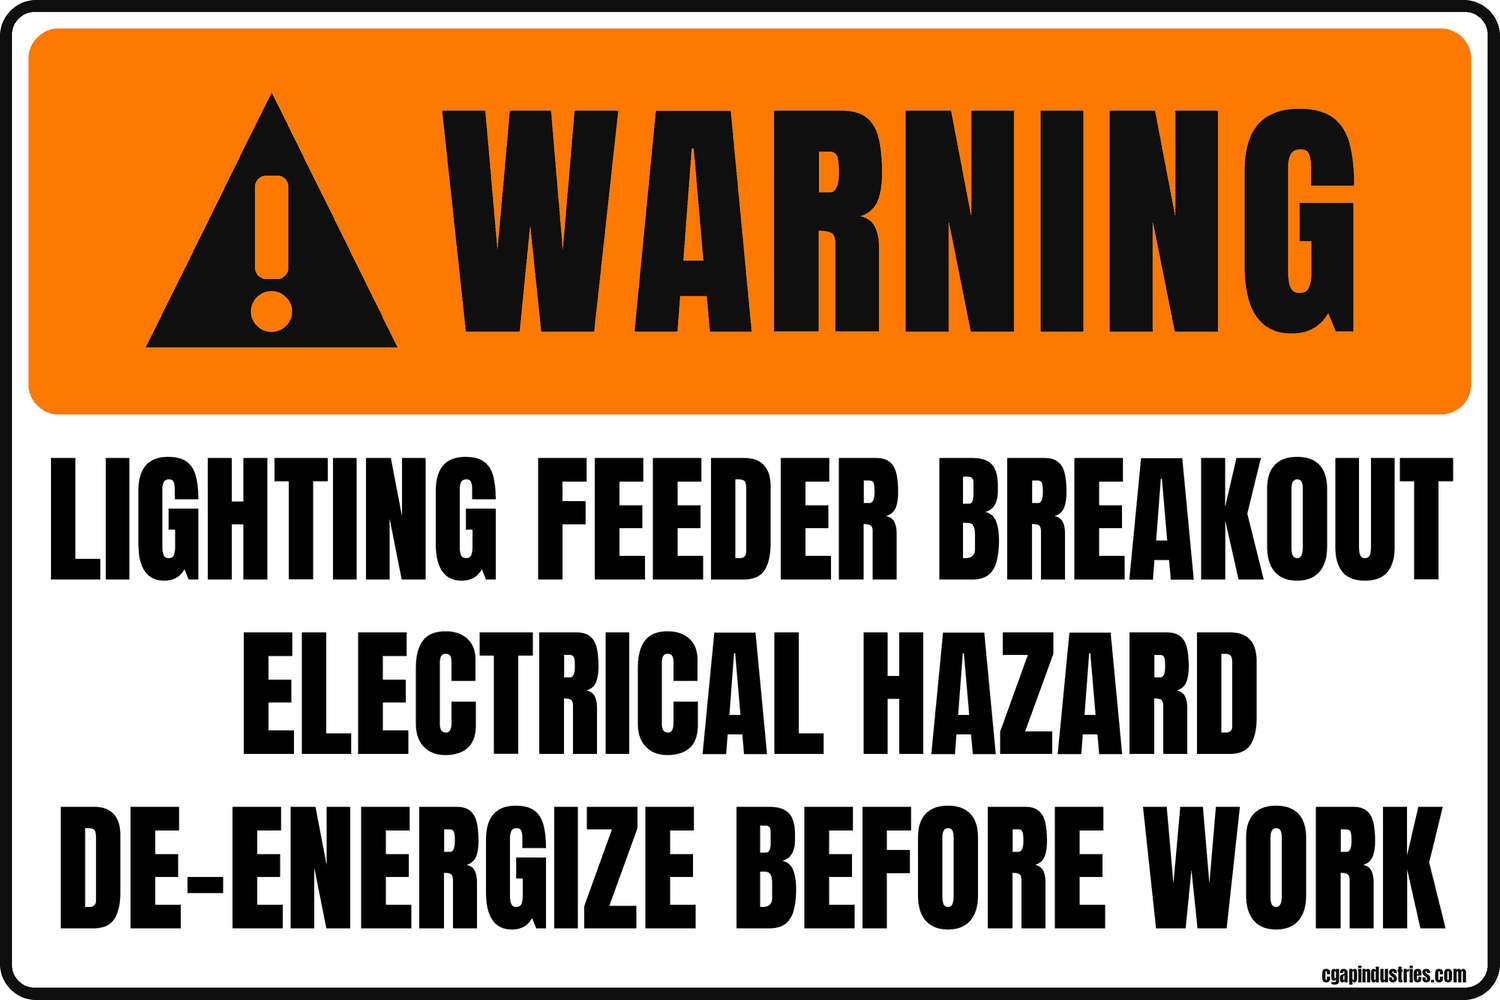 WARNING
LIGHTING FEEDER BREAKOUT
ELECTRICAL HAZARD
DE-ENERGIZE BEFORE WORK
cgapindustries.com